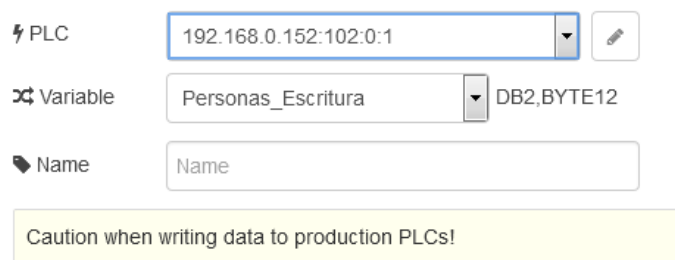 PLC 192.168.0.152:102:0:1
Variable Personas_Escritura DB2,BYTE12
Name Name
Caution when writing data to production PLCs!